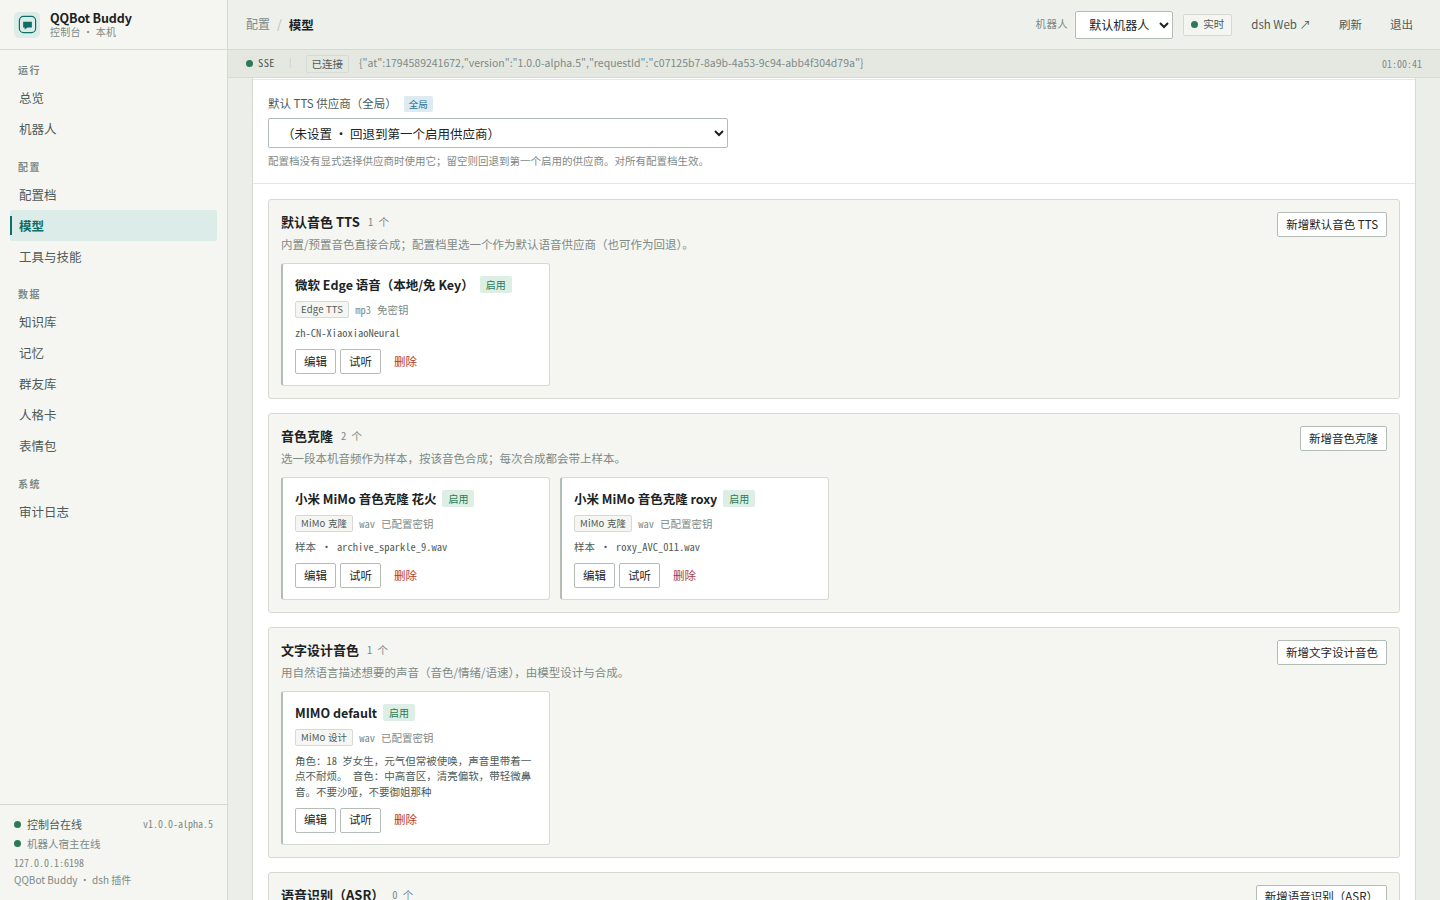 QQBot Buddy
控制台 · 本机
运行
总览
机器人
配置
配置档
模型
工具与技能
数据
知识库
记忆
群友库
人格卡
表情包
系统
审计日志
控制台在线 v1.0.0-alpha.5
机器人宿主在线
127.0.0.1:6198
QQBot Buddy · dsh 插件
配置 / 模型
机器人 默认机器人 实时 dsh Web ↗ 刷新 退出
SSE 已连接 {"at":1794589241672,"version":"1.0.0-alpha.5","requestId":"c07125b7-8a9b-4a53-9c94-abb4f304d79a"} 01:00:41
默认 TTS 供应商（全局） 全局
（未设置 · 回退到第一个启用供应商）
配置档没有显式选择供应商时使用它；留空则回退到第一个启用的供应商。对所有配置档生效。
默认音色 TTS 1 个 新增默认音色 TTS
内置/预置音色直接合成；配置档里选一个作为默认语音供应商（也可作为回退）。
微软 Edge 语音（本地/免 Key） 启用
Edge TTS mp3 免密钥
zh-CN-XiaoxiaoNeural
编辑 试听 删除
音色克隆 2 个 新增音色克隆
选一段本机音频作为样本，按该音色合成；每次合成都会带上样本。
小米 MiMo 音色克隆 花火 启用
MiMo 克隆 wav 已配置密钥
样本 · archive_sparkle_9.wav
编辑 试听 删除
小米 MiMo 音色克隆 roxy 启用
MiMo 克隆 wav 已配置密钥
样本 · roxy_AVC_011.wav
编辑 试听 删除
文字设计音色 1 个 新增文字设计音色
用自然语言描述想要的声音（音色/情绪/语速），由模型设计与合成。
MIMO default 启用
MiMo 设计 wav 已配置密钥
角色：18 岁女生，元气但常被使唤，声音里带着一
点不耐烦。 音色：中高音区，清亮偏软，带轻微鼻
音。不要沙哑，不要御姐那种
编辑 试听 删除
语音识别（ASR） 0 个 新增语音识别（ASR）